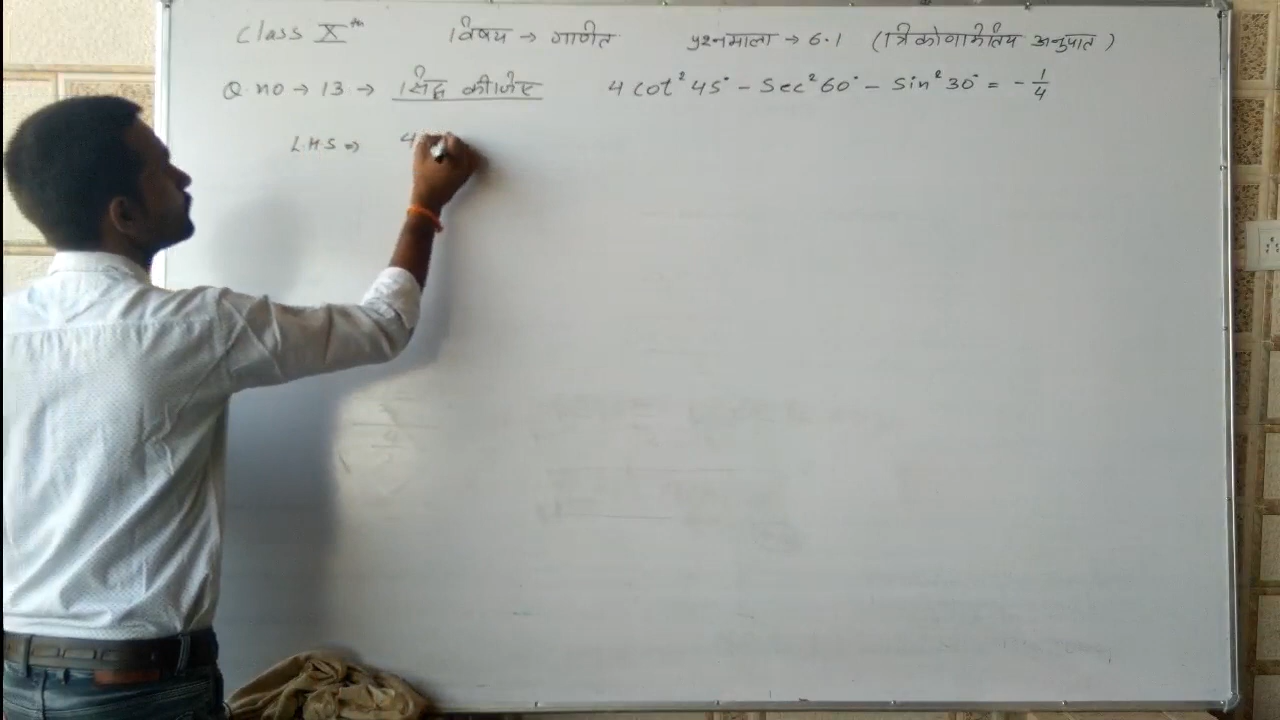 Class Xth विषय → गणित प्रश्नमाला → 6.1 (त्रिकोणमितिय अनुपात)
Q.no → 13 → सिद्ध कीजिए 4 cot² 45° - Sec² 60° - Sin² 30° = - 1/4
L.H.S ⇒ 4